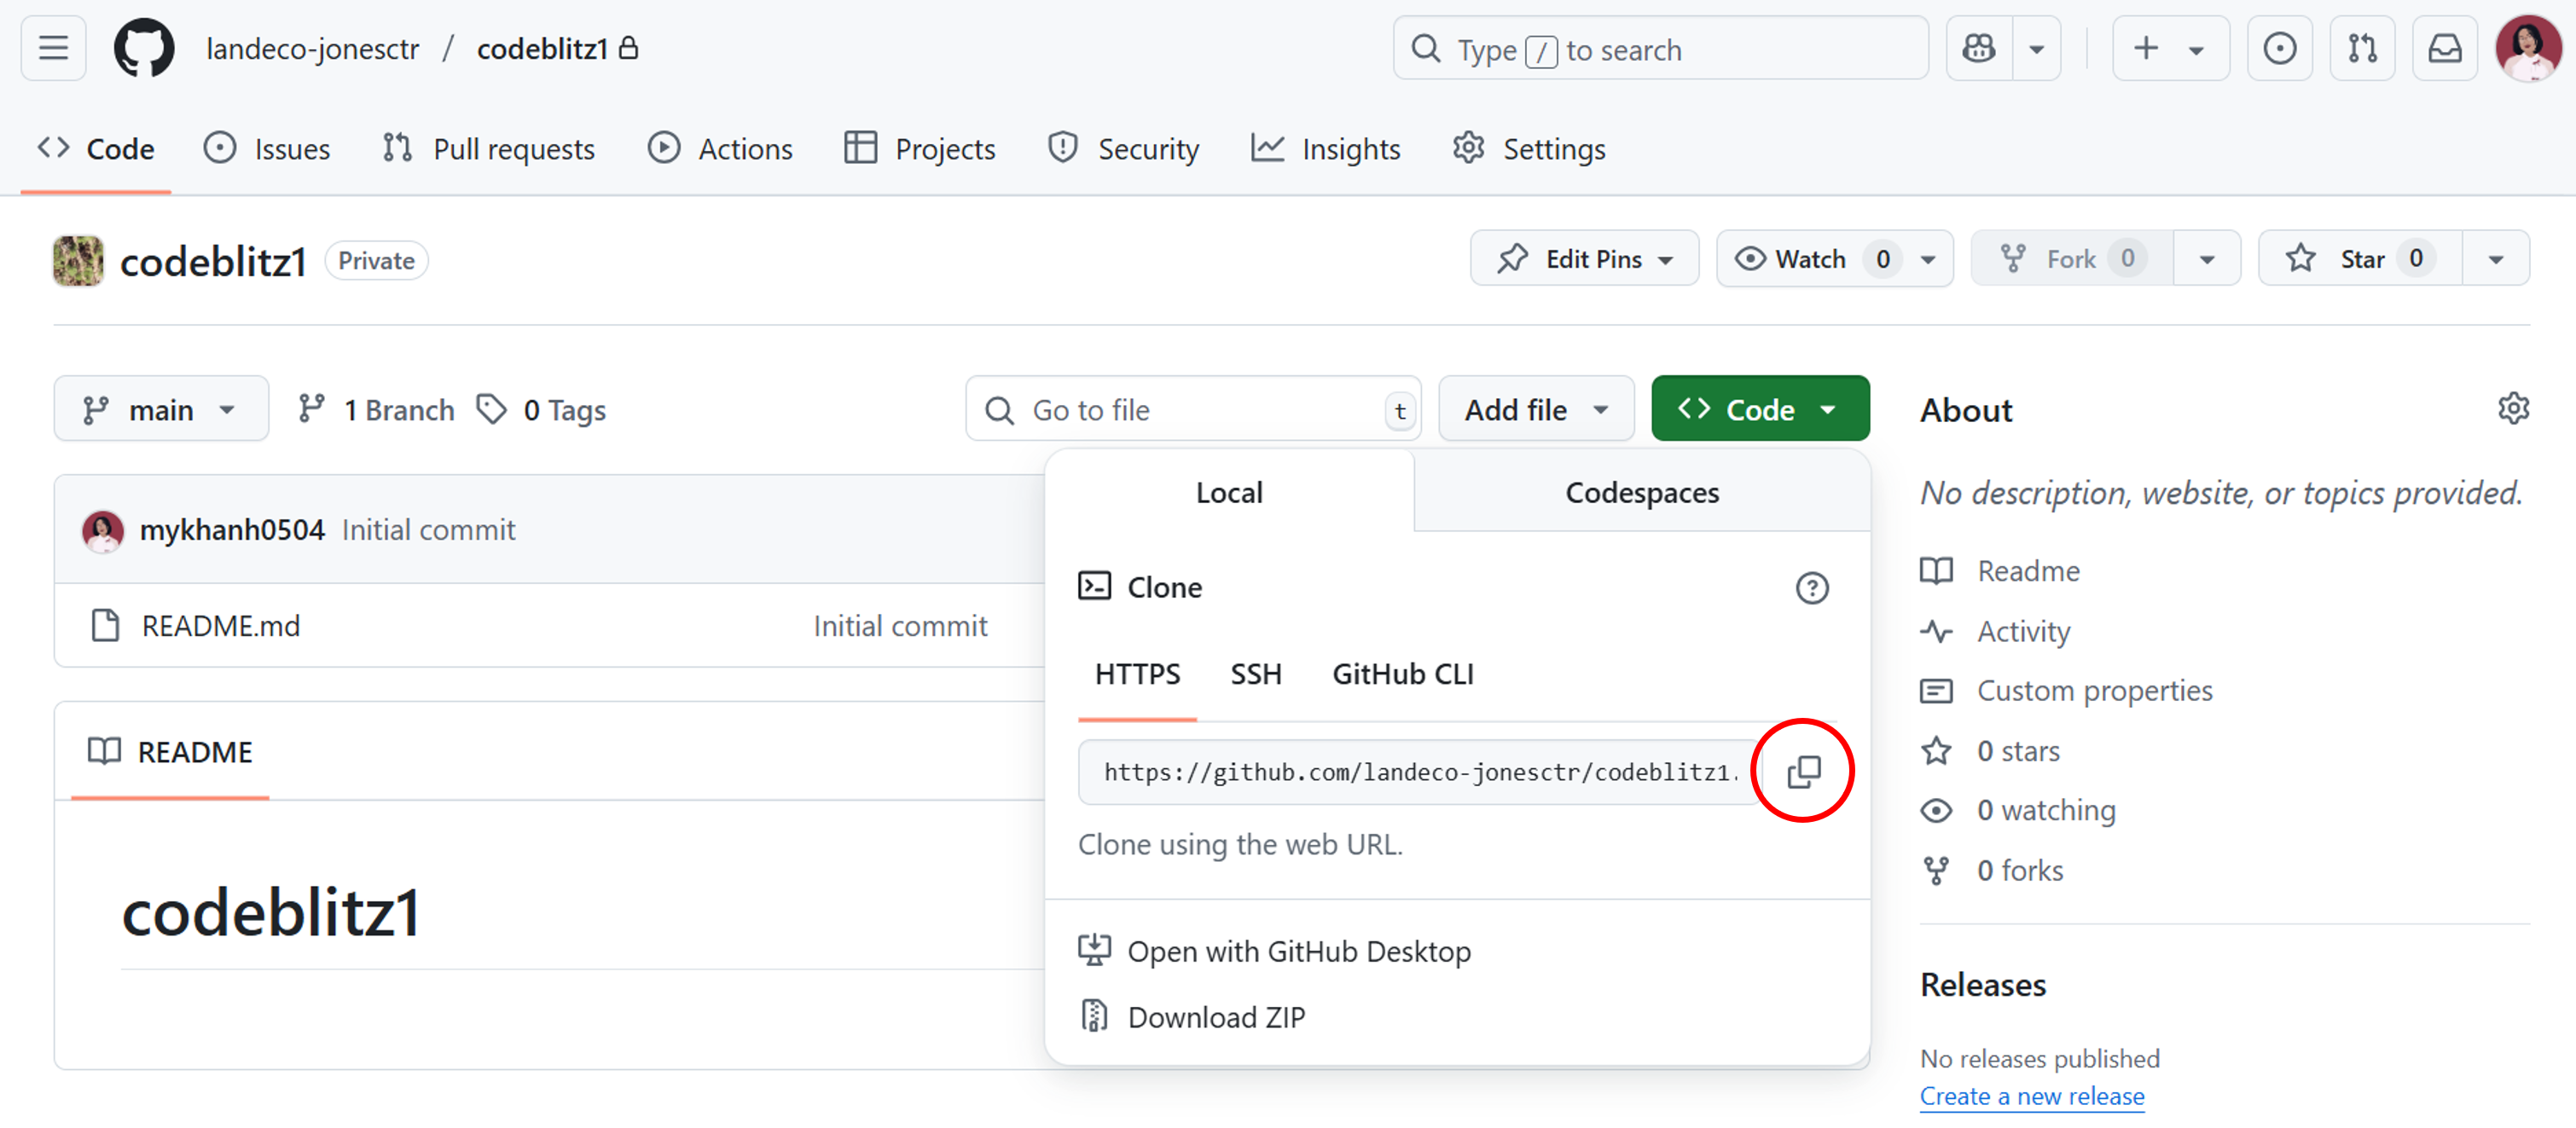 landeco-jonesctr / codeblitz1
Type / to search
Code Issues Pull requests Actions Projects Security Insights Settings
codeblitz1 Private
Edit Pins Watch 0 Fork 0 Star 0
main 1 Branch 0 Tags
Go to file t
Add file
Code
About
Local Codespaces
No description, website, or topics provided.
mykhanh0504 Initial commit
README.md Initial commit
Clone
HTTPS SSH GitHub CLI
https://github.com/landeco-jonesctr/codeblitz1.
Clone using the web URL.
Open with GitHub Desktop
Download ZIP
README
codeblitz1
Readme
Activity
Custom properties
0 stars
0 watching
0 forks
Releases
No releases published
Create a new release